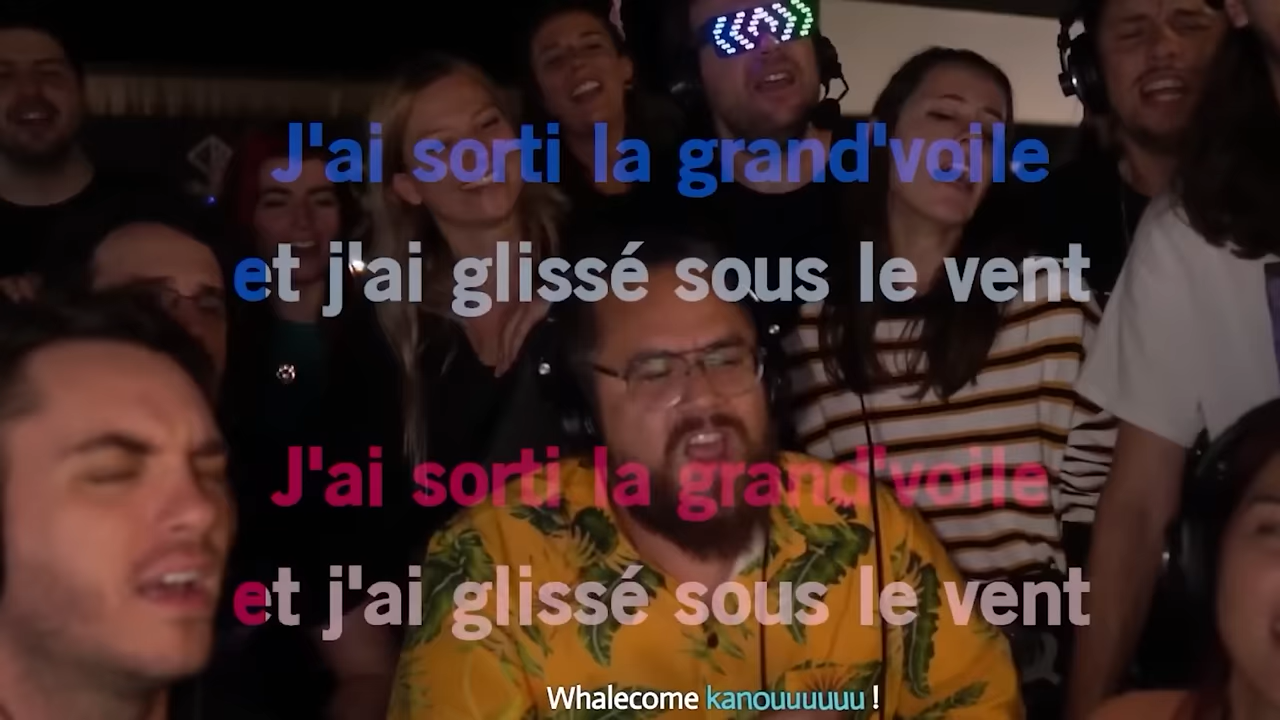 J'ai sorti la grand'voile
et j'ai glissé sous le vent
J'ai sorti la grand'voile
et j'ai glissé sous le vent
Whalecome kanouuuuuu !